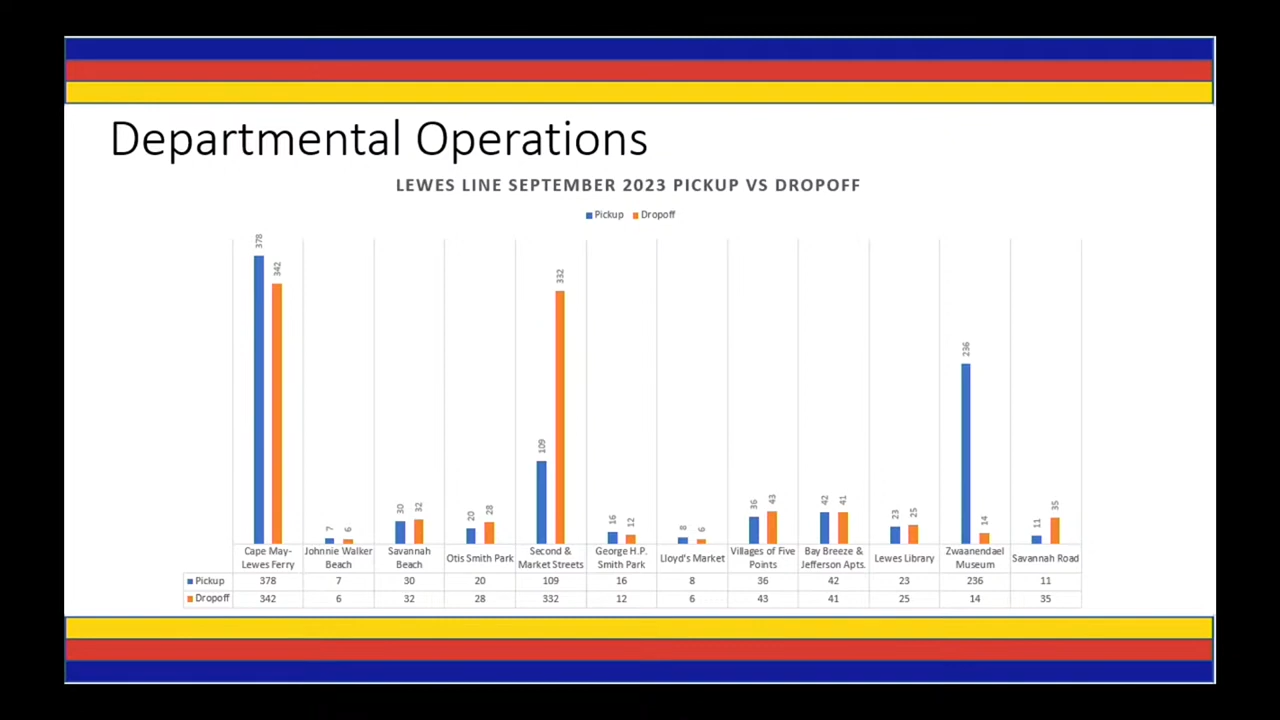 Departmental Operations
LEWES LINE SEPTEMBER 2023 PICKUP VS DROPOFF
Pickup Dropoff
378 342 7 6 30 32 20 28 109 332 16 12 8 6 36 43 42 41 23 25 236 14 11 35
Cape May- Johnnie Walker Savannah Otis Smith Park Second & George H.P. Lloyd's Market Villages of Five Bay Breeze & Lewes Library Zwaanendael Savannah Road
Lewes Ferry Beach Beach Market Streets Smith Park Points Jefferson Apts. Museum
Pickup 378 7 30 20 109 16 8 36 42 23 236 11
Dropoff 342 6 32 28 332 12 6 43 41 25 14 35